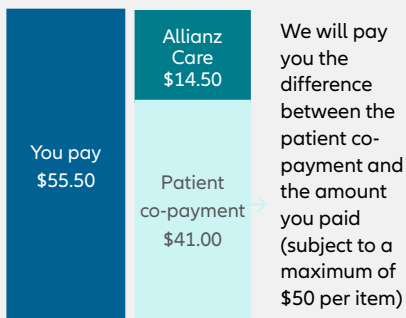 You pay
$55.50
Allianz
Care
$14.50
Patient
co-payment
$41.00
We will pay
you the
difference
between the
patient co-
payment and
the amount
you paid
(subject to a
maximum of
$50 per item)